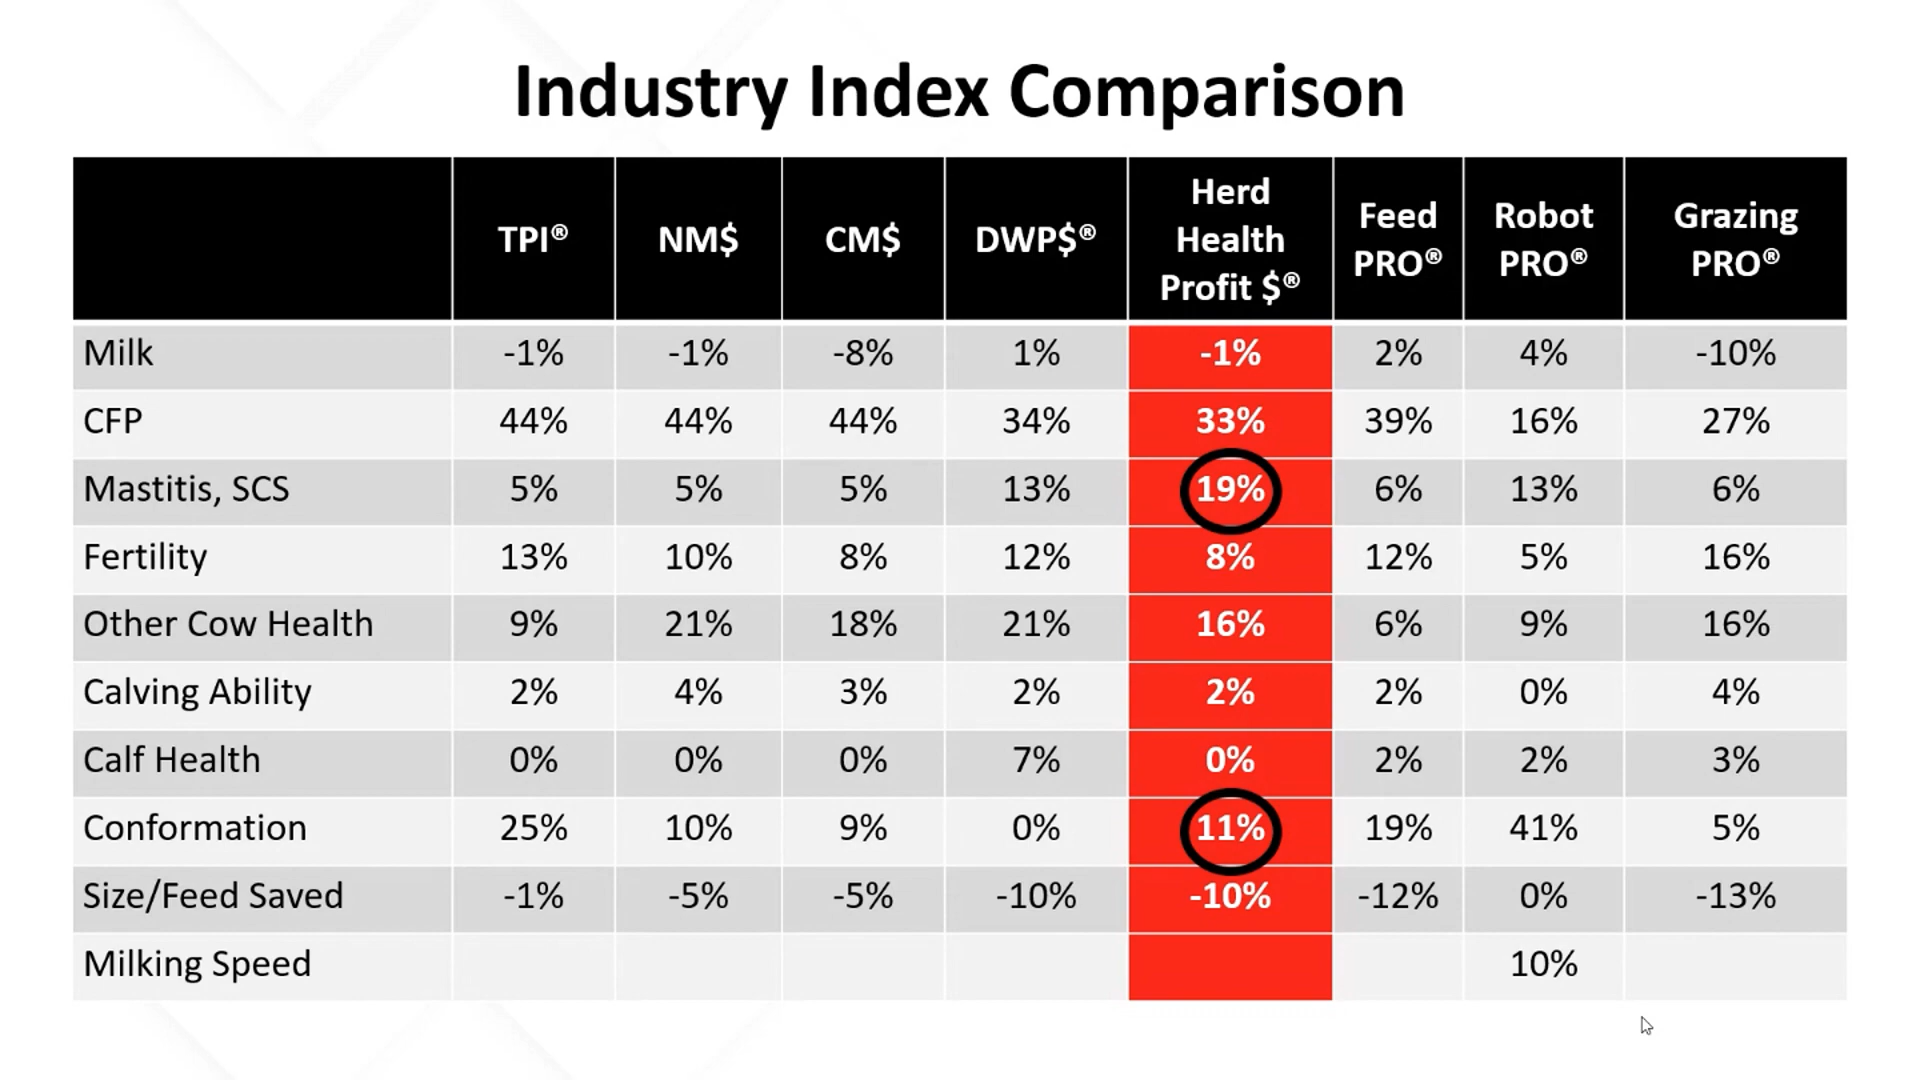 Industry Index Comparison
TPI® NM$ CM$ DWP$® Herd Health Profit $® Feed PRO® Robot PRO® Grazing PRO®
Milk -1% -1% -8% 1% -1% 2% 4% -10%
CFP 44% 44% 44% 34% 33% 39% 16% 27%
Mastitis, SCS 5% 5% 5% 13% 19% 6% 13% 6%
Fertility 13% 10% 8% 12% 8% 12% 5% 16%
Other Cow Health 9% 21% 18% 21% 16% 6% 9% 16%
Calving Ability 2% 4% 3% 2% 2% 2% 0% 4%
Calf Health 0% 0% 0% 7% 0% 2% 2% 3%
Conformation 25% 10% 9% 0% 11% 19% 41% 5%
Size/Feed Saved -1% -5% -5% -10% -10% -12% 0% -13%
Milking Speed 10%